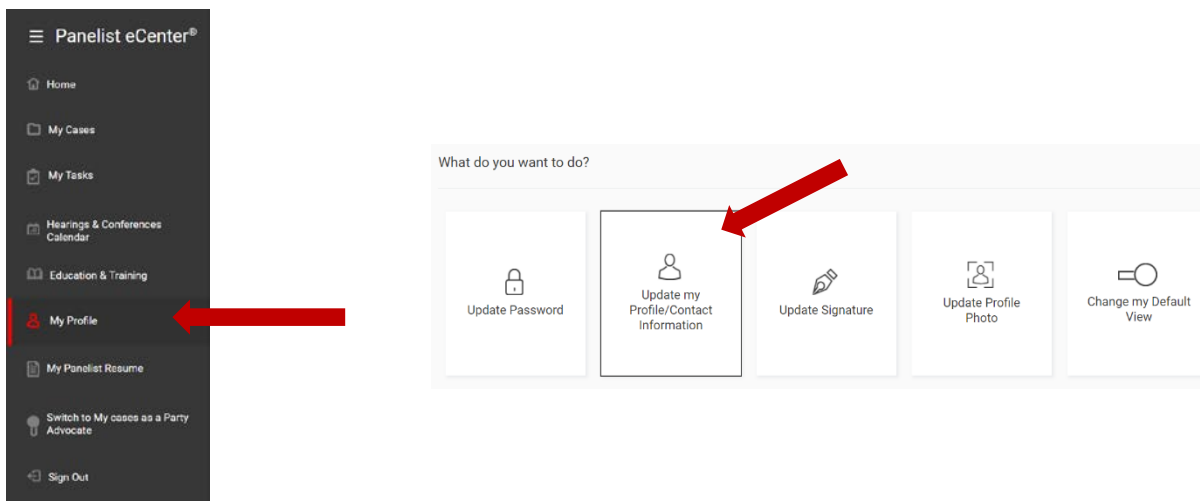 Panelist eCenter®
Home
My Cases
My Tasks
Hearings & Conferences
Calendar
Education & Training
My Profile
My Panelist Resume
Switch to My cases as a Party
Advocate
Sign Out
What do you want to do?
Update Password
Update my
Profile/Contact
Information
Update Signature
Update Profile
Photo
Change my Default
View